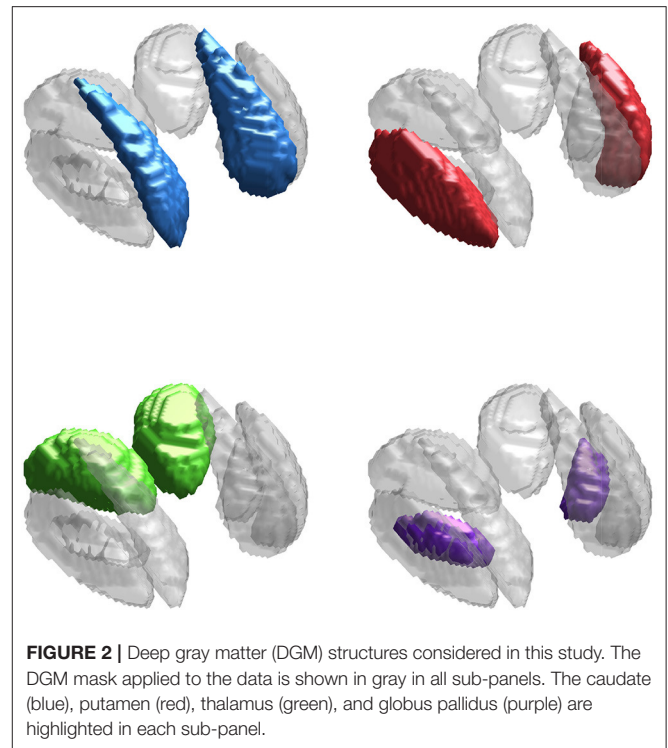 FIGURE 2 | Deep gray matter (DGM) structures considered in this study. The
DGM mask applied to the data is shown in gray in all sub-panels. The caudate
(blue), putamen (red), thalamus (green), and globus pallidus (purple) are
highlighted in each sub-panel.